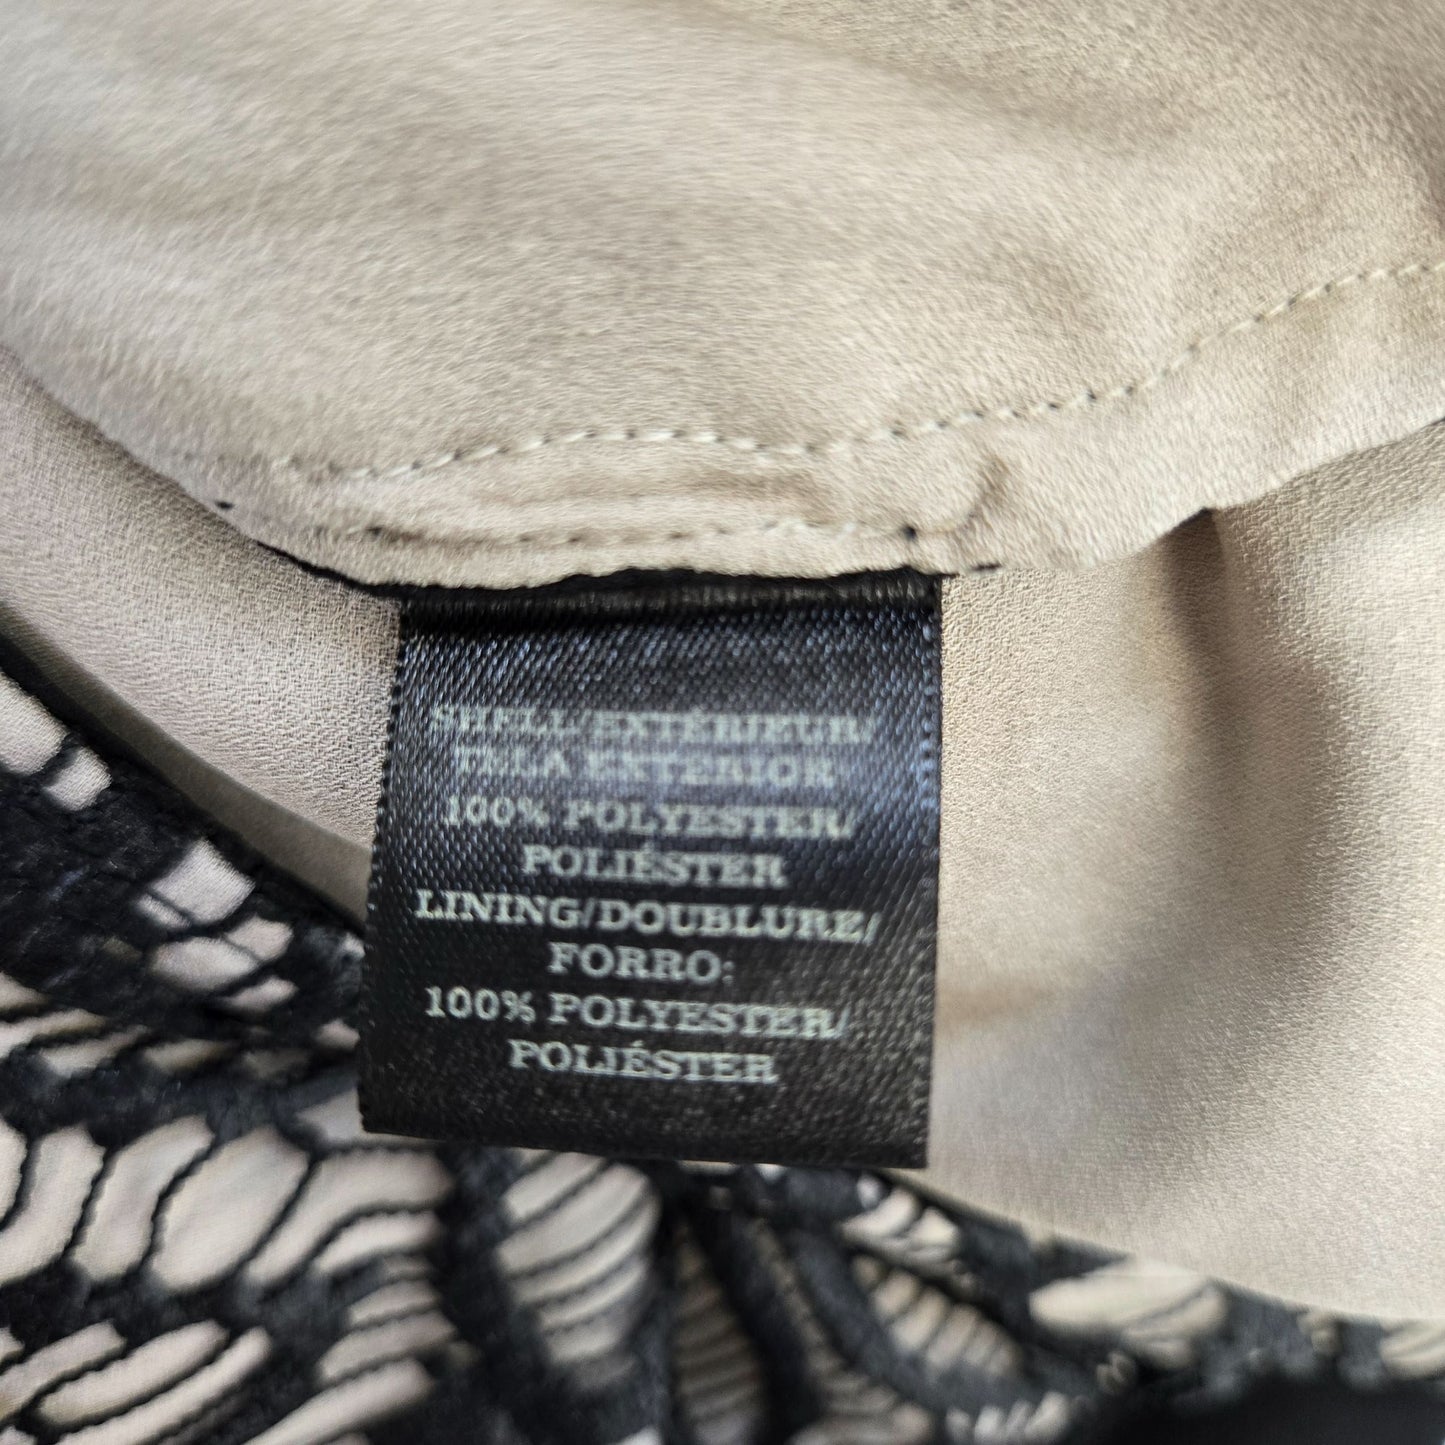 SHELL/EXTÉRIEUR/
TELA EXTERIOR
100% POLYESTER/
POLIÉSTER
LINING/DOUBLURE/
FORRO:
100% POLYESTER/
POLIÉSTER